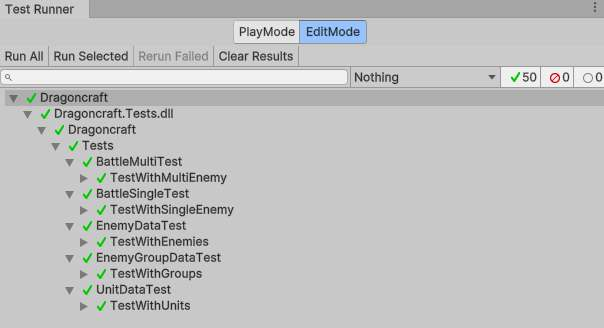 Test Runner
PlayMode EditMode
Run All Run Selected Rerun Failed Clear Results
Nothing 50 0 0
Dragoncraft
Dragoncraft.Tests.dll
Dragoncraft
Tests
BattleMultiTest
TestWithMultiEnemy
BattleSingleTest
TestWithSingleEnemy
EnemyDataTest
TestWithEnemies
EnemyGroupDataTest
TestWithGroups
UnitDataTest
TestWithUnits